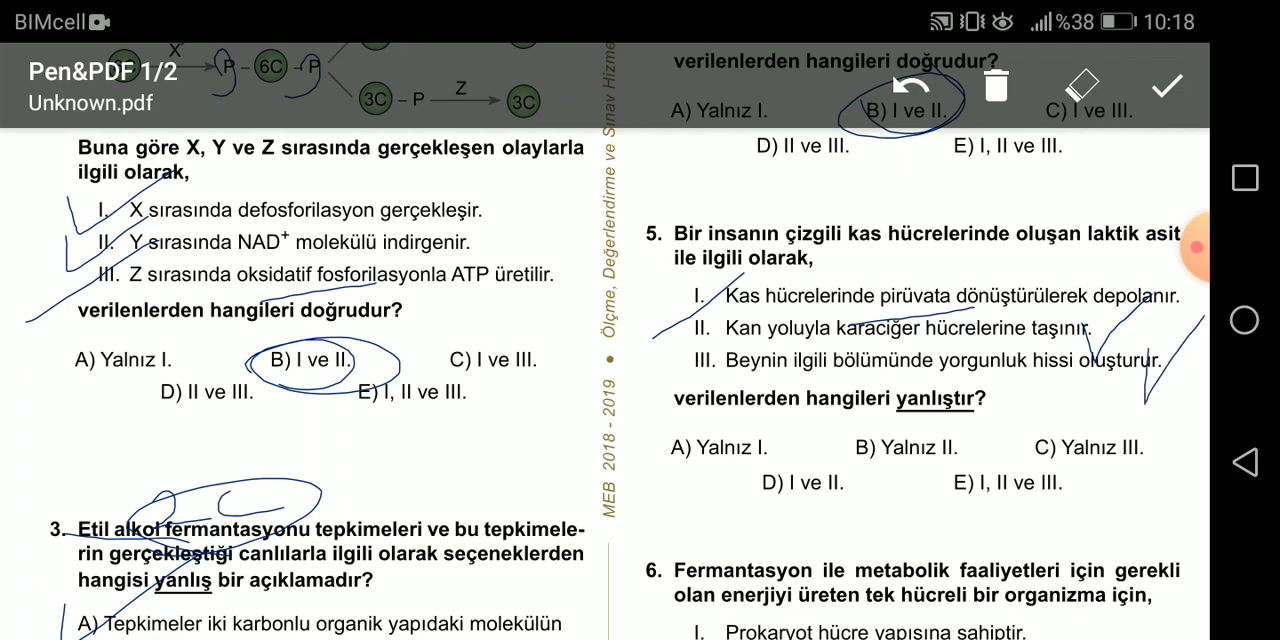 BIMcell %38 10:18
Pen&PDF 1/2
Unknown.pdf
X
P – 6C – P
3C – P Z 3C
Buna göre X, Y ve Z sırasında gerçekleşen olaylarla
ilgili olarak,
I. X sırasında defosforilasyon gerçekleşir.
II. Y sırasında NAD⁺ molekülü indirgenir.
III. Z sırasında oksidatif fosforilasyonla ATP üretilir.
verilenlerden hangileri doğrudur?
A) Yalnız I. B) I ve II. C) I ve III.
D) II ve III. E) I, II ve III.
3. Etil alkol fermantasyonu tepkimeleri ve bu tepkimele-
rin gerçekleştiği canlılarla ilgili olarak seçeneklerden
hangisi yanlış bir açıklamadır?
A) Tepkimeler iki karbonlu organik yapıdaki molekülün
MEB 2018 - 2019 ● Ölçme, Değerlendirme ve Sınav Hizme
verilenlerden hangileri doğrudur?
A) Yalnız I. B) I ve II. C) I ve III.
D) II ve III. E) I, II ve III.
5. Bir insanın çizgili kas hücrelerinde oluşan laktik asit
ile ilgili olarak,
I. Kas hücrelerinde pirüvata dönüştürülerek depolanır.
II. Kan yoluyla karaciğer hücrelerine taşınır.
III. Beynin ilgili bölümünde yorgunluk hissi oluşturur.
verilenlerden hangileri yanlıştır?
A) Yalnız I. B) Yalnız II. C) Yalnız III.
D) I ve II. E) I, II ve III.
6. Fermantasyon ile metabolik faaliyetleri için gerekli
olan enerjiyi üreten tek hücreli bir organizma için,
I. Prokaryot hücre yapısına sahiptir.